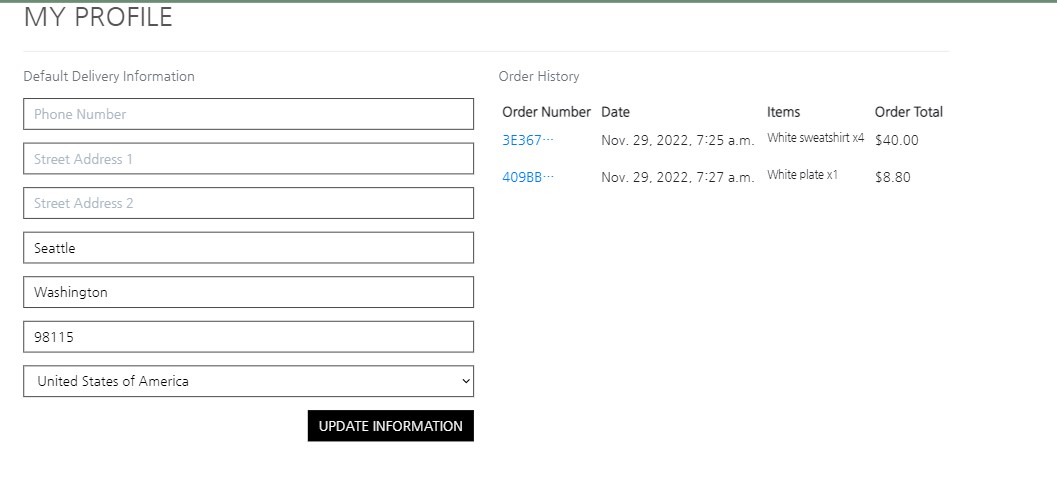 MY PROFILE
Default Delivery Information
Phone Number
Street Address 1
Street Address 2
Seattle
Washington
98115
United States of America
UPDATE INFORMATION
Order History
Order Number Date Items Order Total
3E367··· Nov. 29, 2022, 7:25 a.m. White sweatshirt x4 $40.00
409BB··· Nov. 29, 2022, 7:27 a.m. White plate x1 $8.80